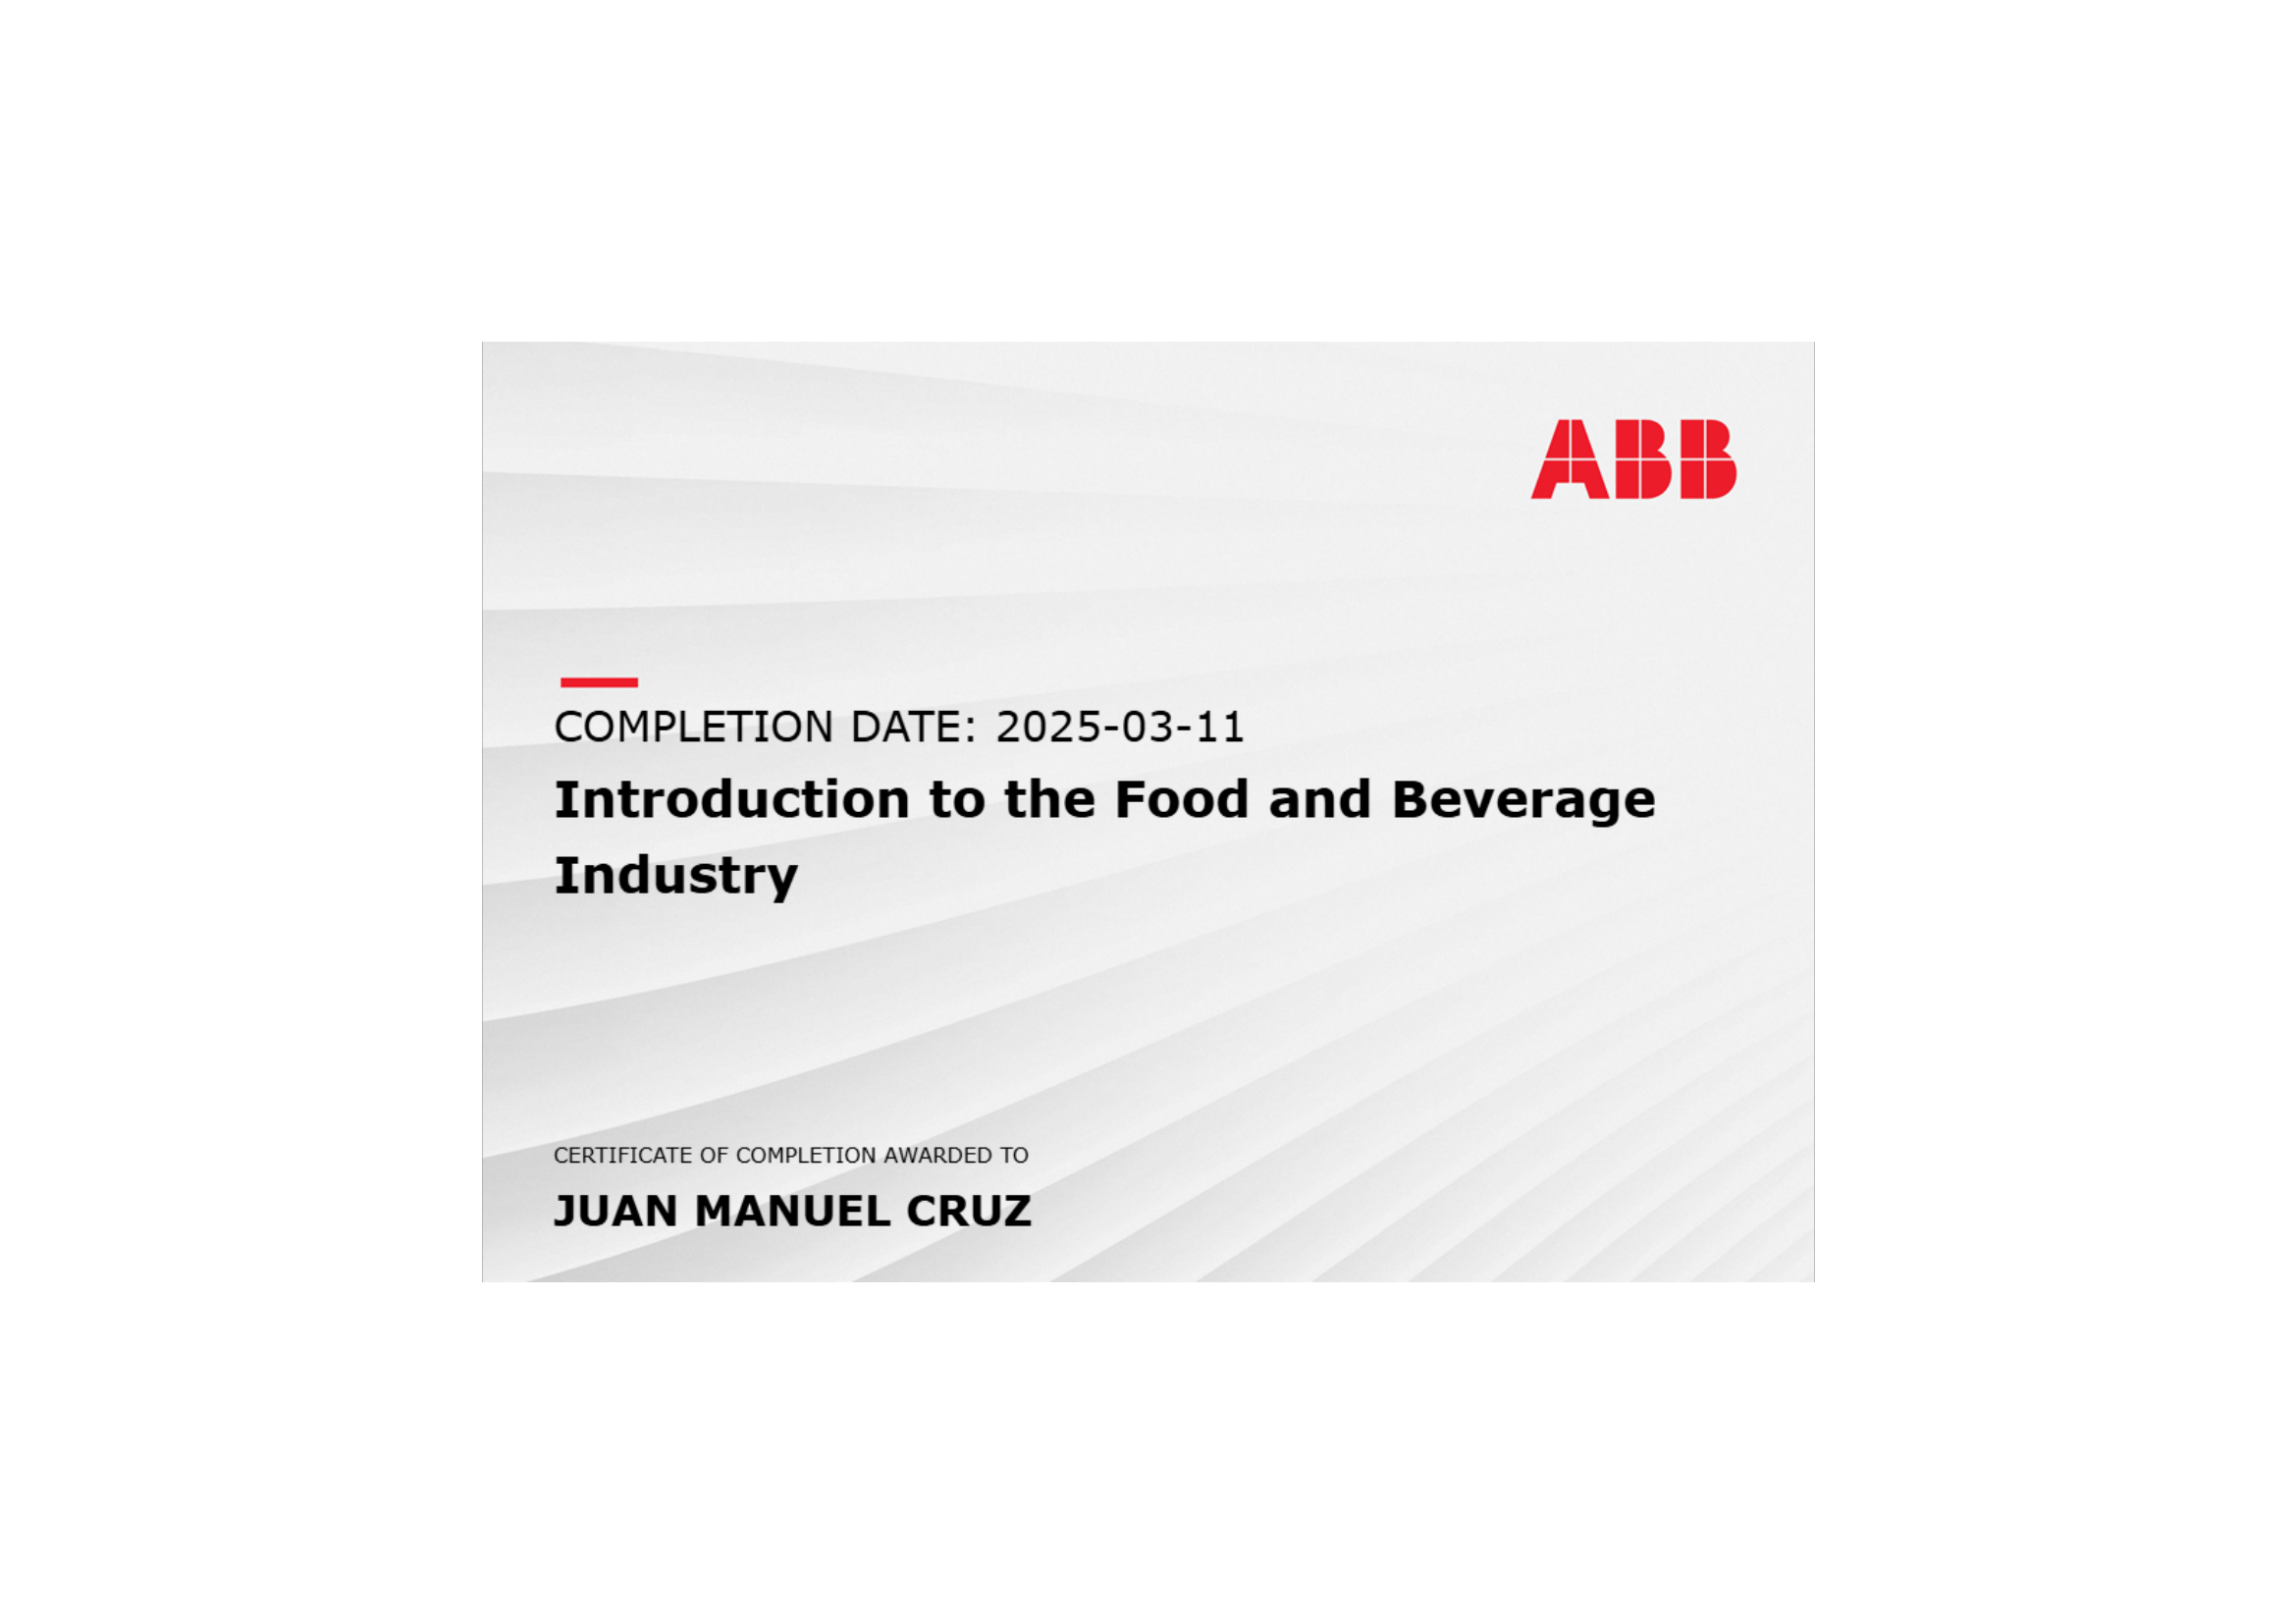 ABB
COMPLETION DATE: 2025-03-11
Introduction to the Food and Beverage
Industry
CERTIFICATE OF COMPLETION AWARDED TO
JUAN MANUEL CRUZ